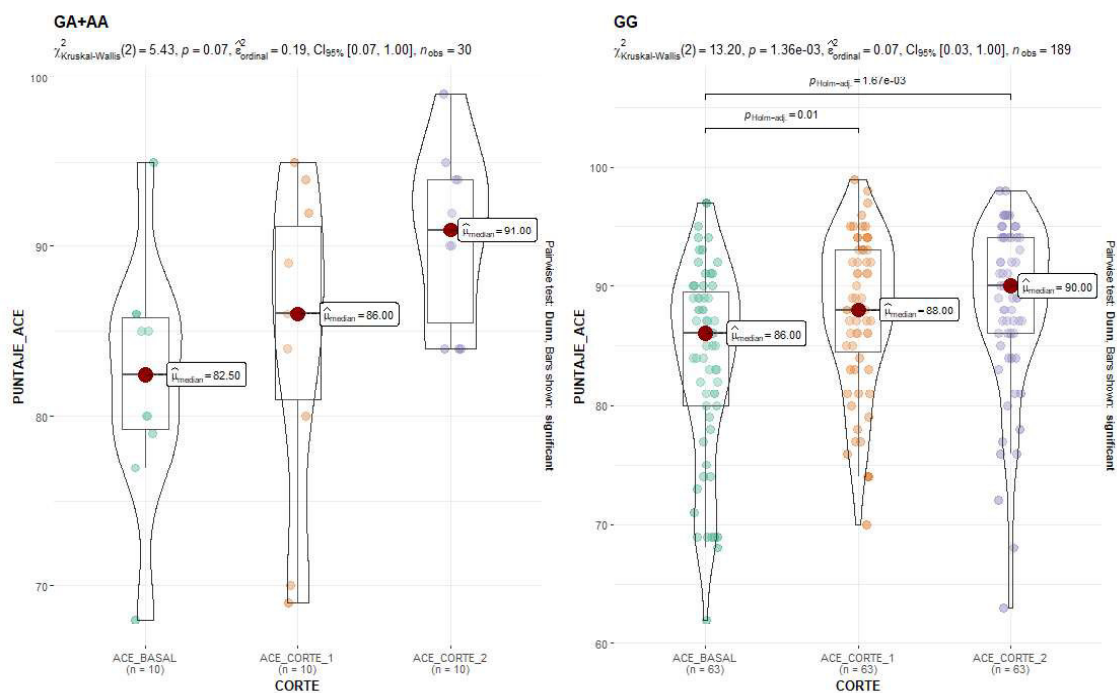 GA+AA
χ²Kruskal-Wallis(2) = 5.43, p = 0.07, ε̂²ordinal = 0.19, CI95% [0.07, 1.00], nobs = 30
100
90
80
70
PUNTAJE_ACE
μ̂median = 82.50
μ̂median = 86.00
μ̂median = 91.00
Pairwise test: Dunn, Bars shown: significant
ACE_BASAL
(n = 10)
ACE_CORTE_1
(n = 10)
ACE_CORTE_2
(n = 10)
CORTE
GG
χ²Kruskal-Wallis(2) = 13.20, p = 1.36e-03, ε̂²ordinal = 0.07, CI95% [0.03, 1.00], nobs = 189
pHolm-adj. = 1.67e-03
pHolm-adj. = 0.01
100
90
80
70
60
PUNTAJE_ACE
μ̂median = 86.00
μ̂median = 88.00
μ̂median = 90.00
Pairwise test: Dunn, Bars shown: significant
ACE_BASAL
(n = 63)
ACE_CORTE_1
(n = 63)
ACE_CORTE_2
(n = 63)
CORTE